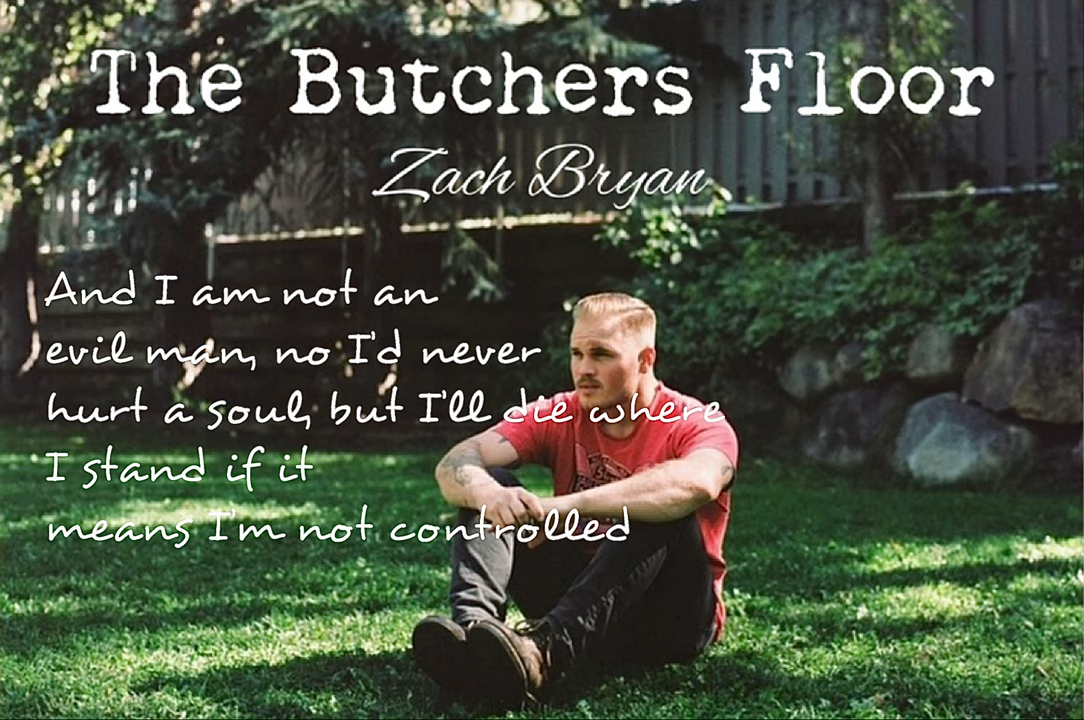 The Butchers Floor
Zach Bryan
And I am not an
evil man, no I'd never
hurt a soul, but I'll die where
I stand if it
means I'm not controlled